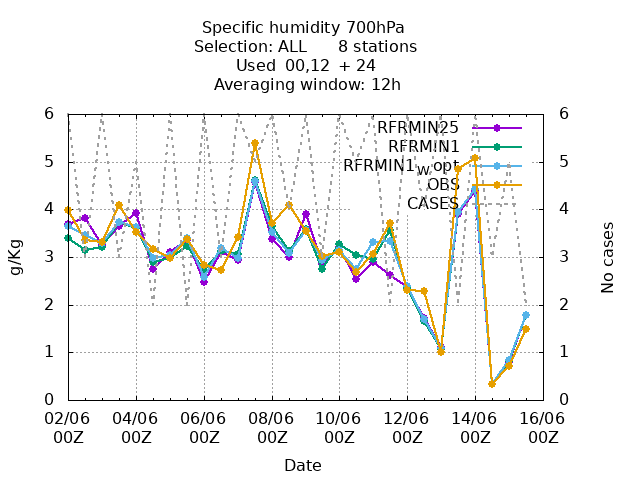 Specific humidity 700hPa
Selection: ALL 8 stations
Used 00,12 + 24
Averaging window: 12h
RFRMIN25
RFRMIN1
RFRMIN1_w_opt
OBS
CASES
6 6
5 5
4 4
3 3
2 2
1 1
0 0
g/Kg
No cases
02/06 04/06 06/06 08/06 10/06 12/06 14/06 16/06
00Z 00Z 00Z 00Z 00Z 00Z 00Z 00Z
Date